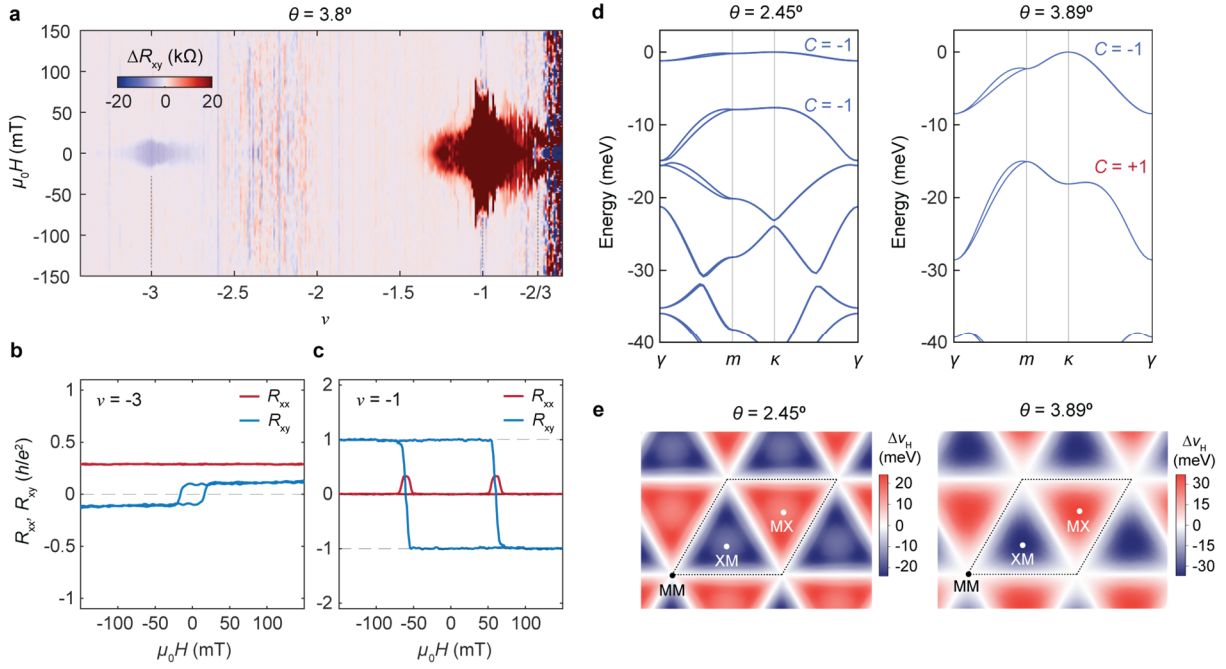 a
θ = 3.8º
ΔRxy (kΩ)
-20 0 20
150
100
50
0
-50
-100
-150
μ0H (mT)
-3 -2.5 -2 -1.5 -1 -2/3
ν
b
ν = -3
Rxx
Rxy
1
0.5
0
-0.5
-1
Rxx, Rxy (h/e²)
-100 -50 0 50 100
μ0H (mT)
c
ν = -1
Rxx
Rxy
2
1
0
-1
-2
-100 -50 0 50 100
μ0H (mT)
d
θ = 2.45º
C = -1
C = -1
0
-10
-20
-30
-40
Energy (meV)
γ m κ γ
θ = 3.89º
C = -1
C = +1
0
-10
-20
-30
-40
Energy (meV)
γ m κ γ
e
θ = 2.45º
MX
XM
MM
ΔvH
(meV)
20
10
0
-10
-20
θ = 3.89º
MX
XM
MM
ΔvH
(meV)
30
15
0
-15
-30